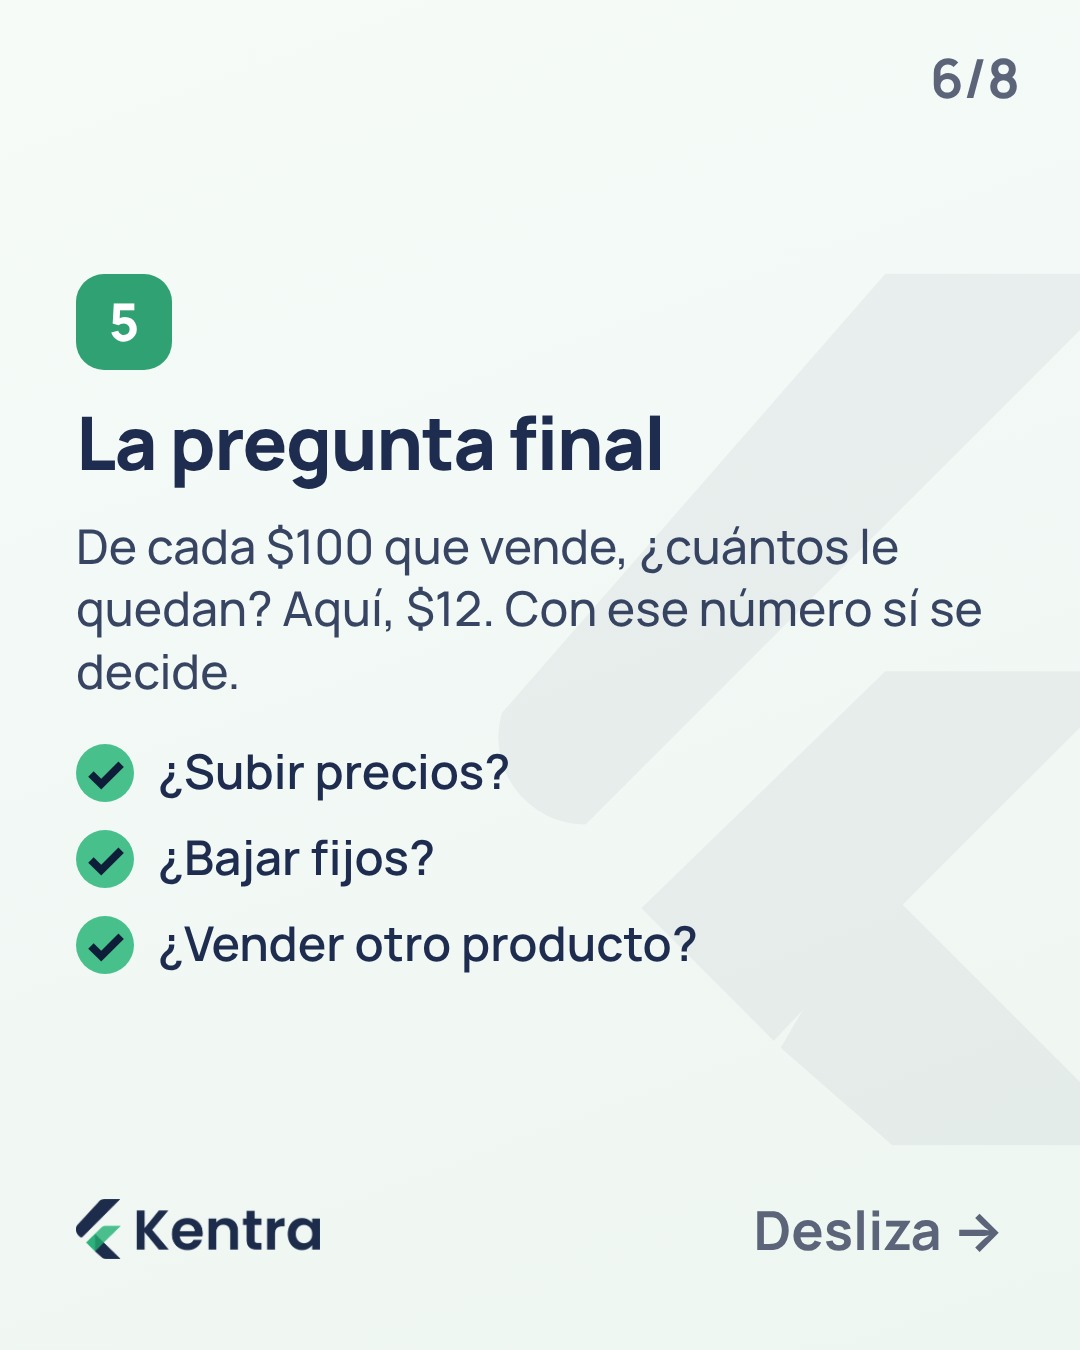 6/8
5
La pregunta final
De cada $100 que vende, ¿cuántos le
quedan? Aquí, $12. Con ese número sí se
decide.
¿Subir precios?
¿Bajar fijos?
¿Vender otro producto?
Kentra
Desliza →